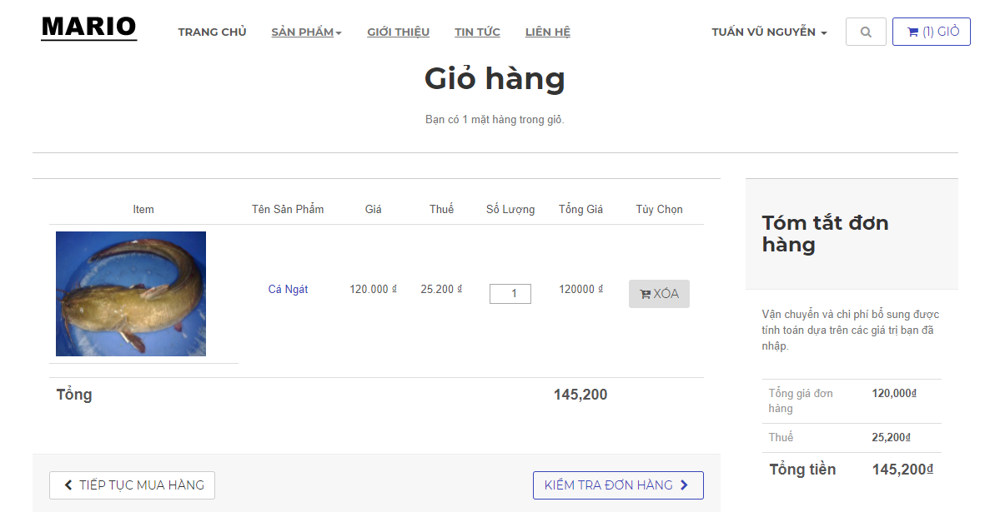 MARIO TRANG CHỦ SẢN PHẨM GIỚI THIỆU TIN TỨC LIÊN HỆ TUẤN VŨ NGUYỄN (1) GIỎ
Giỏ hàng
Bạn có 1 mặt hàng trong giỏ.
Item Tên Sản Phẩm Giá Thuế Số Lượng Tổng Giá Tùy Chọn
Cá Ngát 120.000 ₫ 25.200 ₫ 1 120000 ₫ XÓA
Tổng 145,200
TIẾP TỤC MUA HÀNG KIỂM TRA ĐƠN HÀNG
Tóm tắt đơn
hàng
Vận chuyển và chi phí bổ sung được
tính toán dựa trên các giá trị bạn đã
nhập.
Tổng giá đơn
hàng 120,000₫
Thuế 25,200₫
Tổng tiền 145,200₫